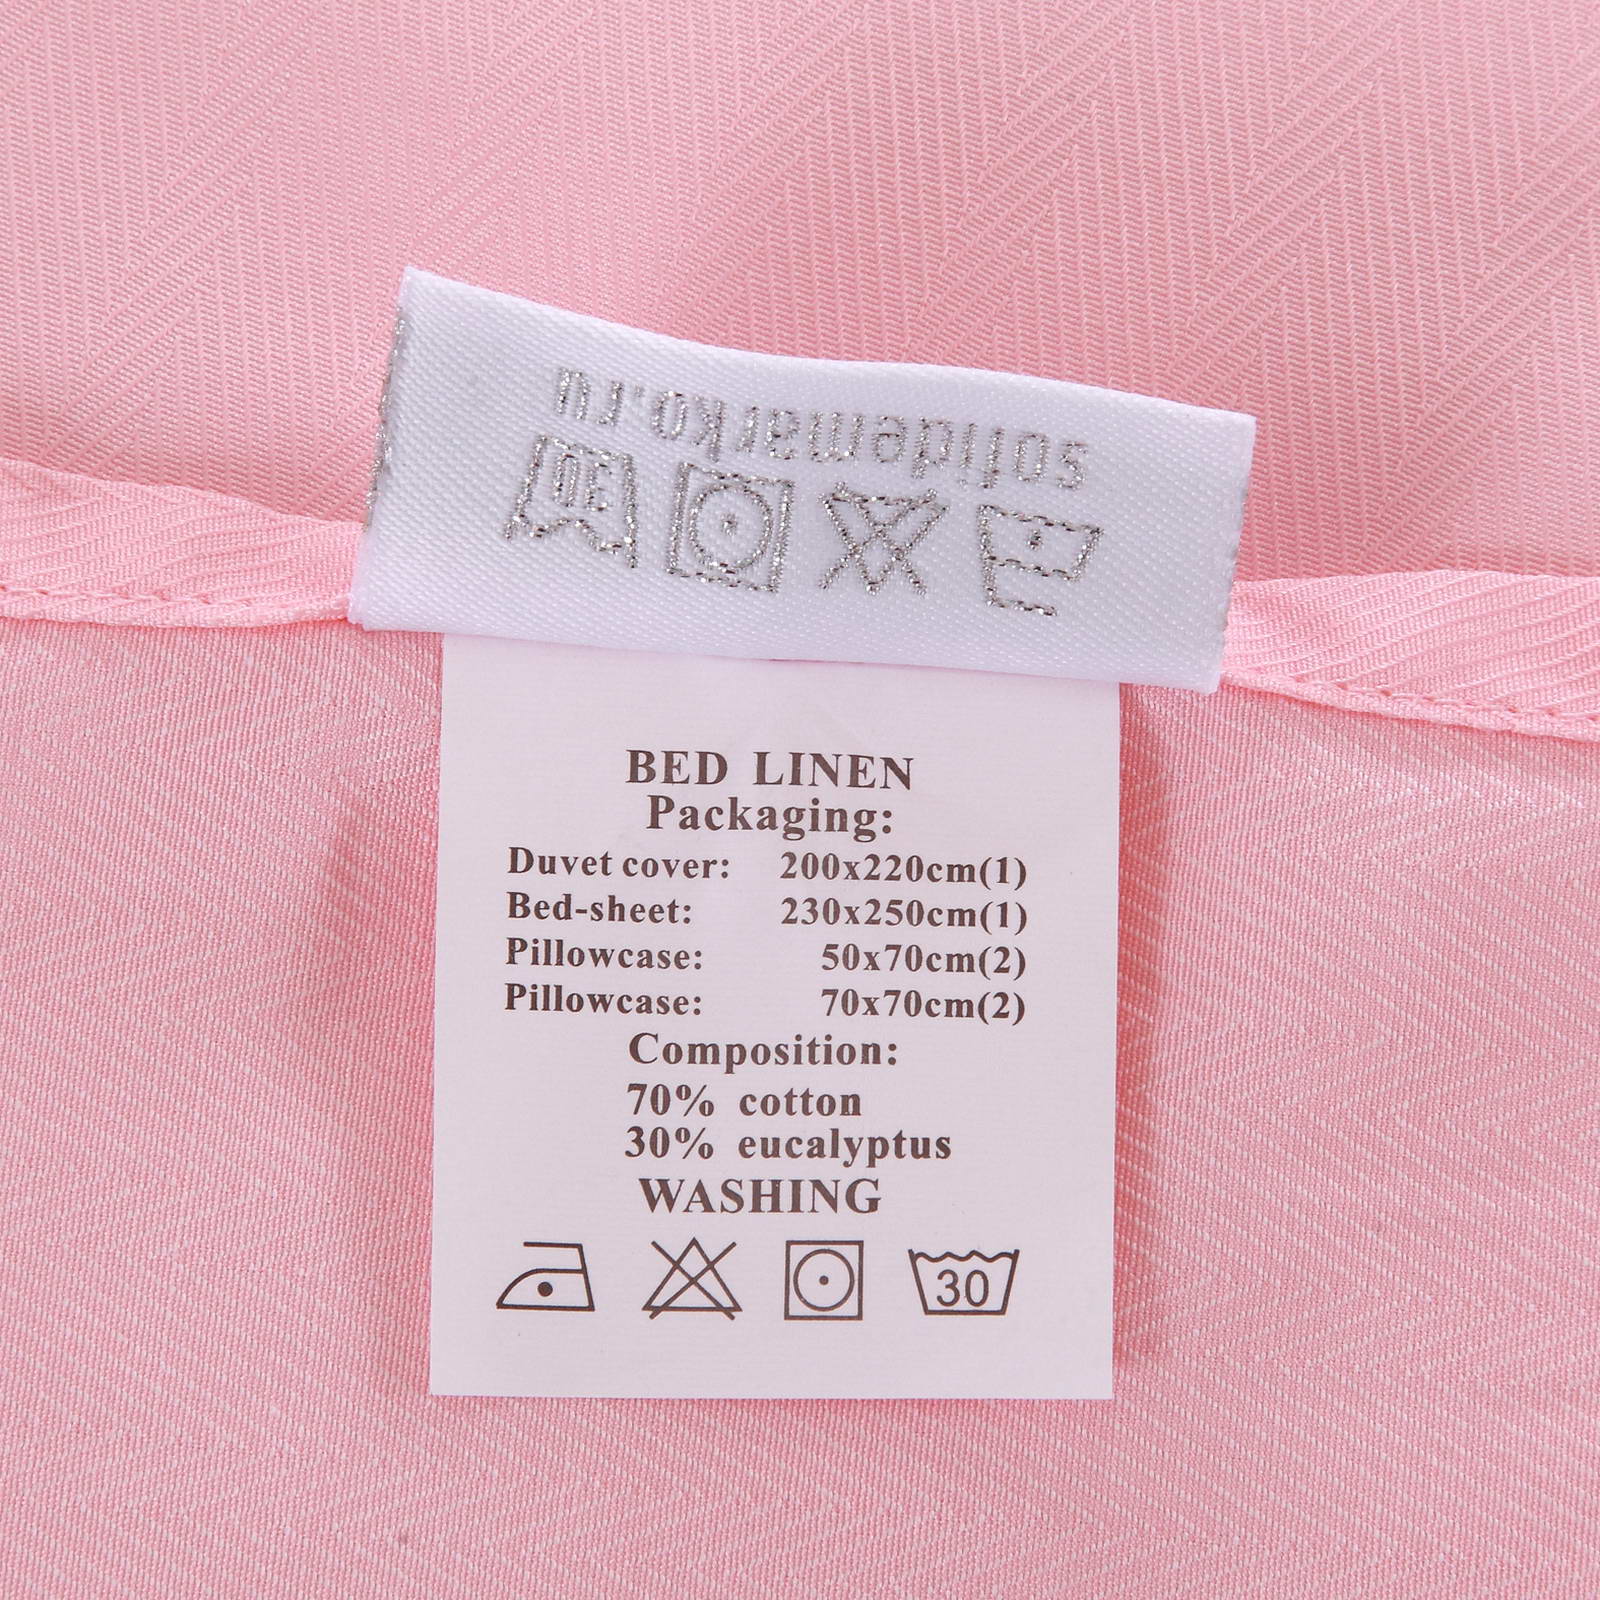 solidemarko.ru
30
BED LINEN
Packaging:
Duvet cover: 200x220cm(1)
Bed-sheet: 230x250cm(1)
Pillowcase: 50x70cm(2)
Pillowcase: 70x70cm(2)
Composition:
70% cotton
30% eucalyptus
WASHING
30